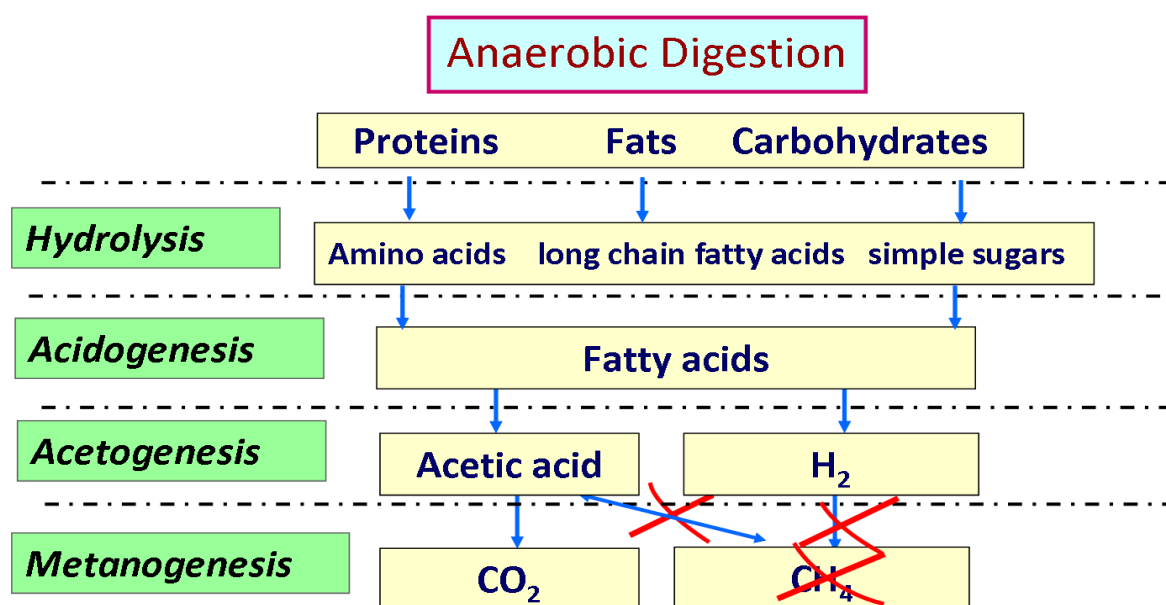 Anaerobic Digestion
Proteins Fats Carbohydrates
Hydrolysis
Amino acids long chain fatty acids simple sugars
Acidogenesis
Fatty acids
Acetogenesis
Acetic acid H₂
Metanogenesis
CO₂ CH₄